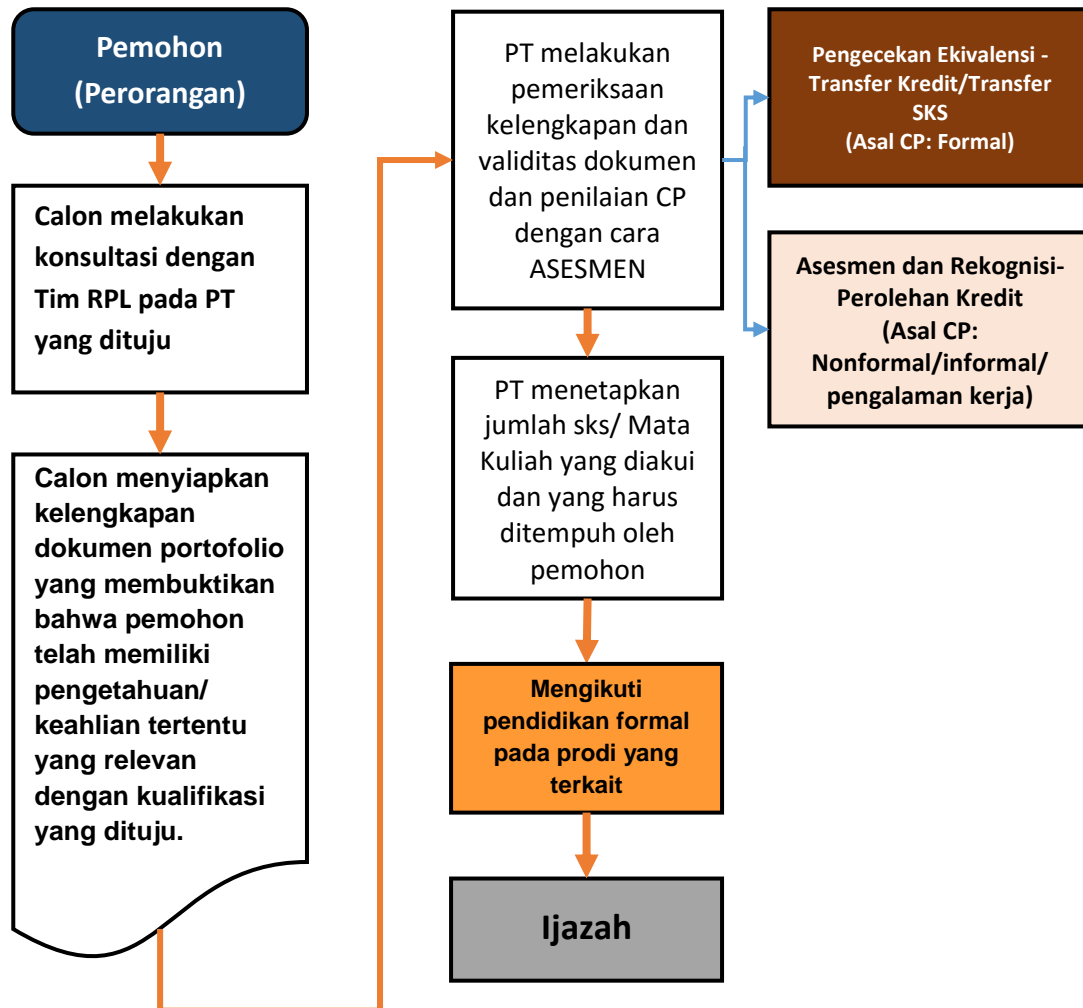 Pemohon
(Perorangan)
Calon melakukan
konsultasi dengan
Tim RPL pada PT
yang dituju
Calon menyiapkan
kelengkapan
dokumen portofolio
yang membuktikan
bahwa pemohon
telah memiliki
pengetahuan/
keahlian tertentu
yang relevan
dengan kualifikasi
yang dituju.
PT melakukan
pemeriksaan
kelengkapan dan
validitas dokumen
dan penilaian CP
dengan cara
ASESMEN
Pengecekan Ekivalensi -
Transfer Kredit/Transfer
SKS
(Asal CP: Formal)
Asesmen dan Rekognisi-
Perolehan Kredit
(Asal CP:
Nonformal/informal/
pengalaman kerja)
PT menetapkan
jumlah sks/ Mata
Kuliah yang diakui
dan yang harus
ditempuh oleh
pemohon
Mengikuti
pendidikan formal
pada prodi yang
terkait
Ijazah